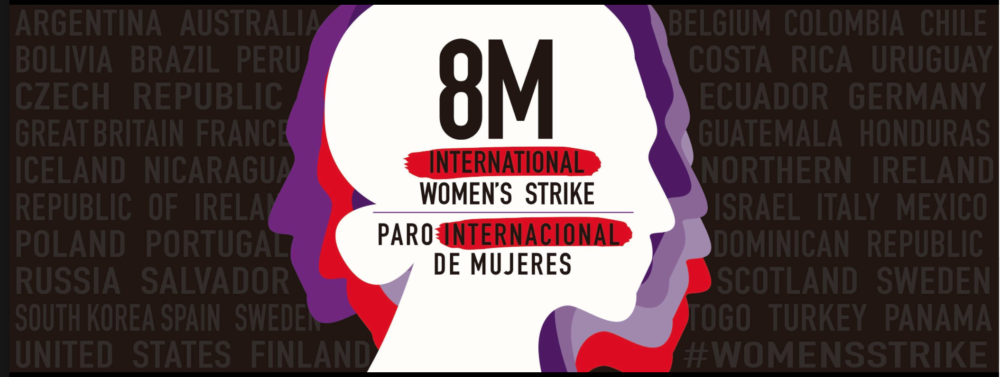 ARGENTINA AUSTRALIA
BOLIVIA BRAZIL PERU
CZECH REPUBLIC
GREAT BRITAIN FRANCE
ICELAND NICARAGUA
REPUBLIC OF IRELAN
POLAND PORTUGAL
RUSSIA SALVADOR
SOUTH KOREA SPAIN SWEDEN
UNITED STATES FINLAND
8M
INTERNATIONAL
WOMEN'S STRIKE
PARO INTERNACIONAL
DE MUJERES
BELGIUM COLOMBIA CHILE
COSTA RICA URUGUAY
ECUADOR GERMANY
GUATEMALA HONDURAS
NORTHERN IRELAND
ISRAEL ITALY MEXICO
DOMINICAN REPUBLIC
SCOTLAND SWEDEN
TOGO TURKEY PANAMA
#WOMENSSTRIKE